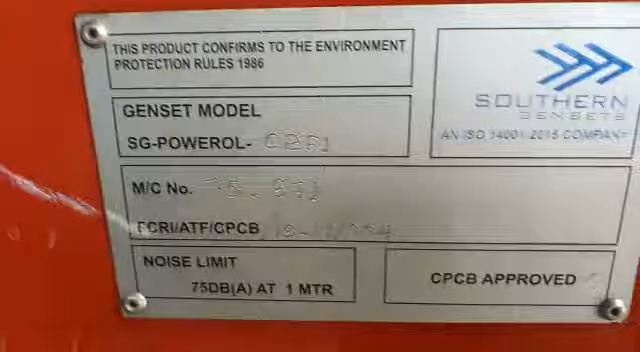 THIS PRODUCT CONFIRMS TO THE ENVIRONMENT
PROTECTION RULES 1986
SOUTHERN
GENSETS
AN ISO 14001:2015 COMPANY
GENSET MODEL
SG-POWEROL-
M/C No.
FCRI/ATF/CPCB
NOISE LIMIT
75DB(A) AT 1 MTR
CPCB APPROVED